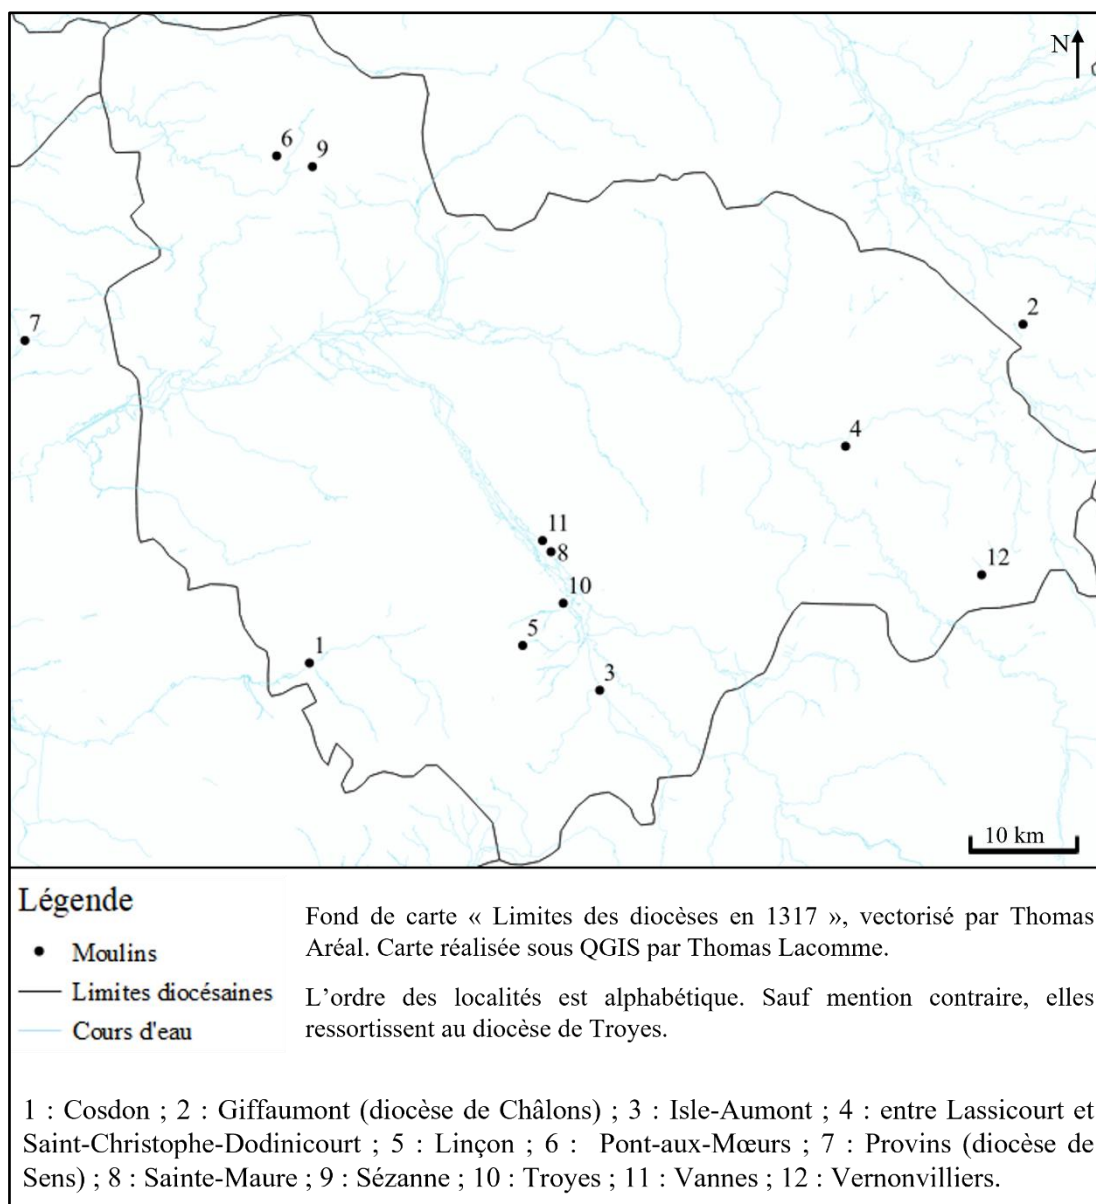 N
6
9
2
7
4
11
8
12
10
5
1
3
10 km
Légende
Moulins
Limites diocésaines
Cours d'eau
Fond de carte « Limites des diocèses en 1317 », vectorisé par Thomas
Aréal. Carte réalisée sous QGIS par Thomas Lacomme.
L’ordre des localités est alphabétique. Sauf mention contraire, elles
ressortissent au diocèse de Troyes.
1 : Cosdon ; 2 : Giffaumont (diocèse de Châlons) ; 3 : Isle-Aumont ; 4 : entre Lassicourt et
Saint-Christophe-Dodinicourt ; 5 : Linçon ; 6 : Pont-aux-Mœurs ; 7 : Provins (diocèse de
Sens) ; 8 : Sainte-Maure ; 9 : Sézanne ; 10 : Troyes ; 11 : Vannes ; 12 : Vernonvilliers.